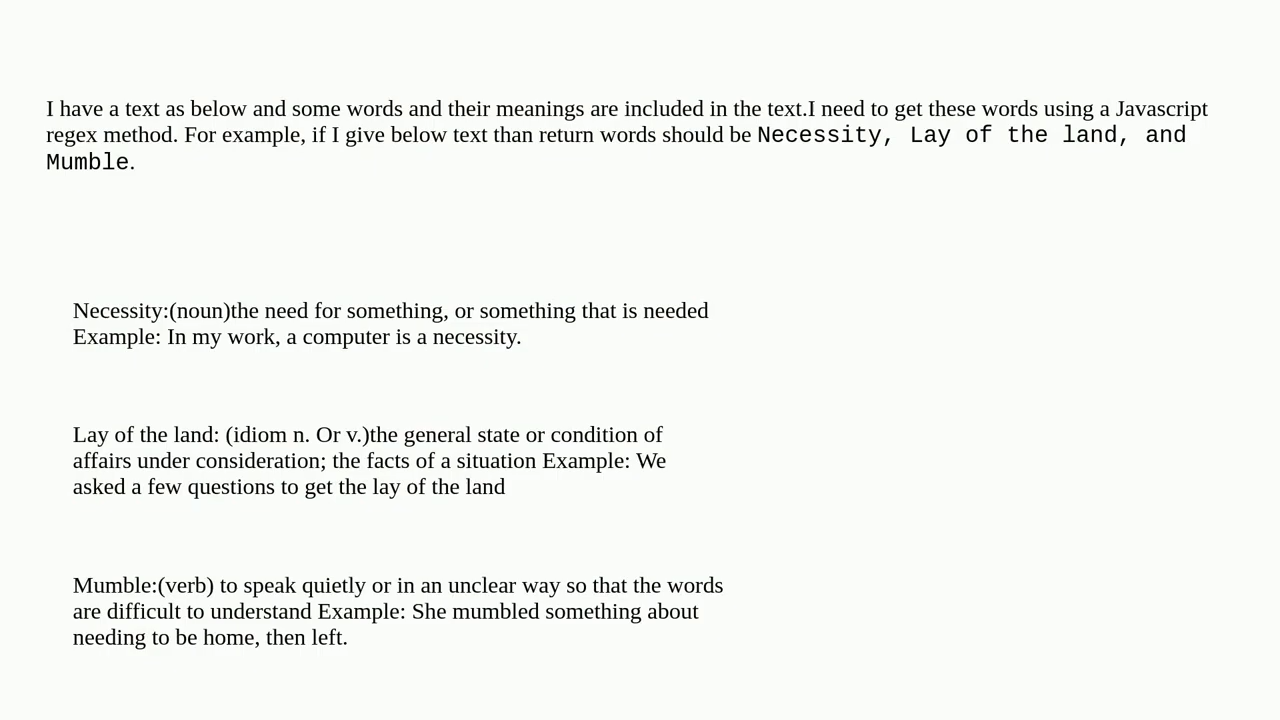 I have a text as below and some words and their meanings are included in the text.I need to get these words using a Javascript
regex method. For example, if I give below text than return words should be Necessity, Lay of the land, and
Mumble.
Necessity:(noun)the need for something, or something that is needed
Example: In my work, a computer is a necessity.
Lay of the land: (idiom n. Or v.)the general state or condition of
affairs under consideration; the facts of a situation Example: We
asked a few questions to get the lay of the land
Mumble:(verb) to speak quietly or in an unclear way so that the words
are difficult to understand Example: She mumbled something about
needing to be home, then left.